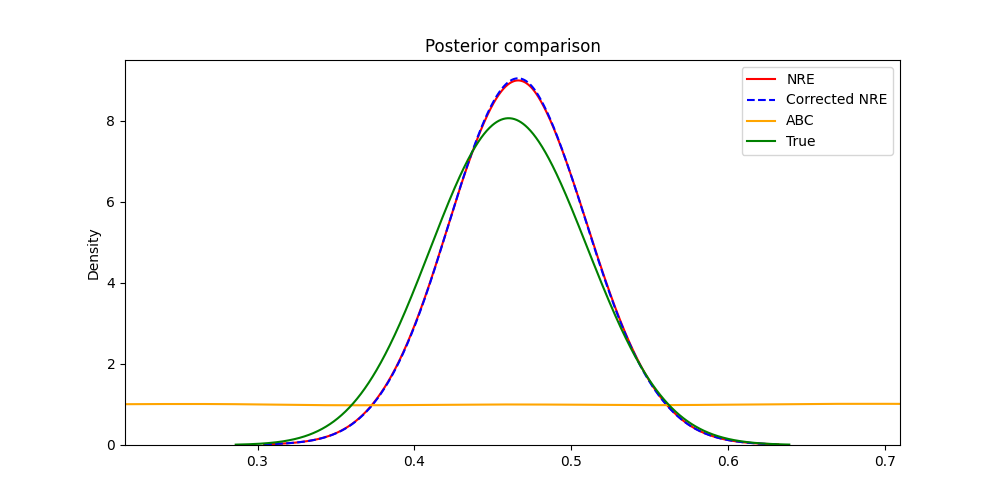 Posterior comparison
NRE
Corrected NRE
ABC
True
Density
8
6
4
2
0
0.3 0.4 0.5 0.6 0.7